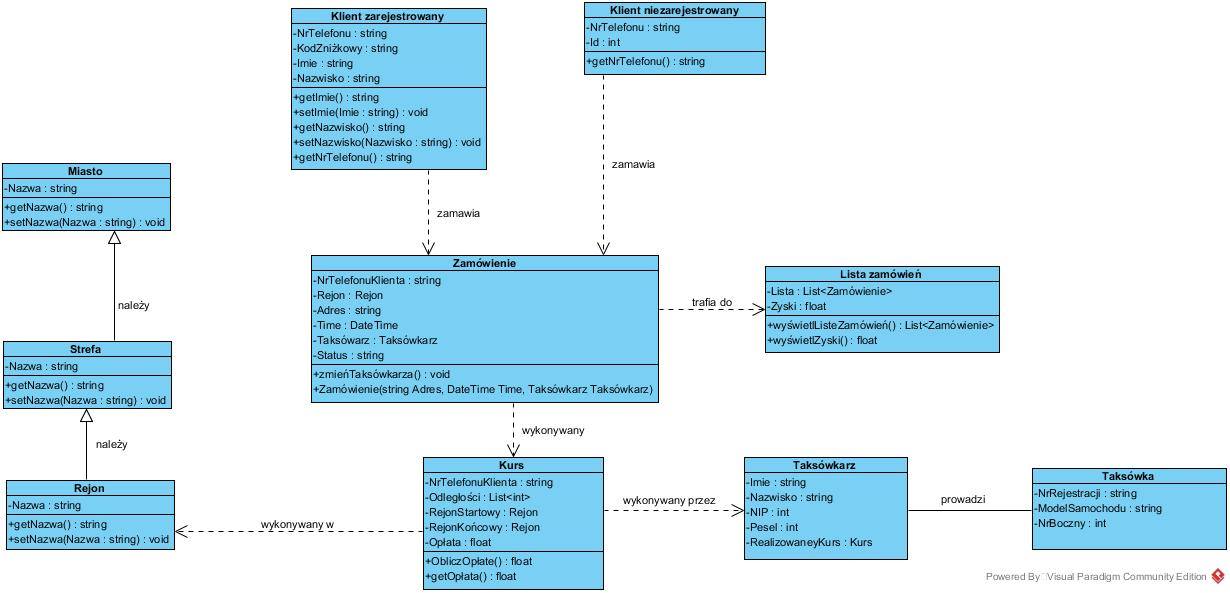 Klient zarejestrowany
-NrTelefonu : string
-KodZniżkowy : string
-Imie : string
-Nazwisko : string
+getImie() : string
+setImie(Imie : string) : void
+getNazwisko() : string
+setNazwisko(Nazwisko : string) : void
+getNrTelefonu() : string
Klient niezarejestrowany
-NrTelefonu : string
-Id : int
+getNrTelefonu() : string
zamawia
zamawia
Miasto
-Nazwa : string
+getNazwa() : string
+setNazwa(Nazwa : string) : void
należy
Strefa
-Nazwa : string
+getNazwa() : string
+setNazwa(Nazwa : string) : void
należy
Rejon
-Nazwa : string
+getNazwa() : string
+setNazwa(Nazwa : string) : void
Zamówienie
-NrTelefonuKlienta : string
-Rejon : Rejon
-Adres : string
-Time : DateTime
-Taksówarz : Taksówkarz
-Status : string
+zmieńTaksówkarza() : void
+Zamówienie(string Adres, DateTime Time, Taksówkarz Taksówkarz)
trafia do
Lista zamówień
-Lista : List<Zamówienie>
-Zyski : float
+wyświetlListeZamówień() : List<Zamówienie>
+wyświetlZyski() : float
wykonywany
Kurs
-NrTelefonuKlienta : string
-Odległości : List<int>
-RejonStartowy : Rejon
-RejonKońcowy : Rejon
-Opłata : float
+ObliczOpłate() : float
+getOpłata() : float
wykonywany w
wykonywany przez
Taksówkarz
-Imie : string
-Nazwisko : string
-NIP : int
-Pesel : int
-RealizowaneyKurs : Kurs
prowadzi
Taksówka
-NrRejestracji : string
-ModelSamochodu : string
-NrBoczny : int
Powered By Visual Paradigm Community Edition